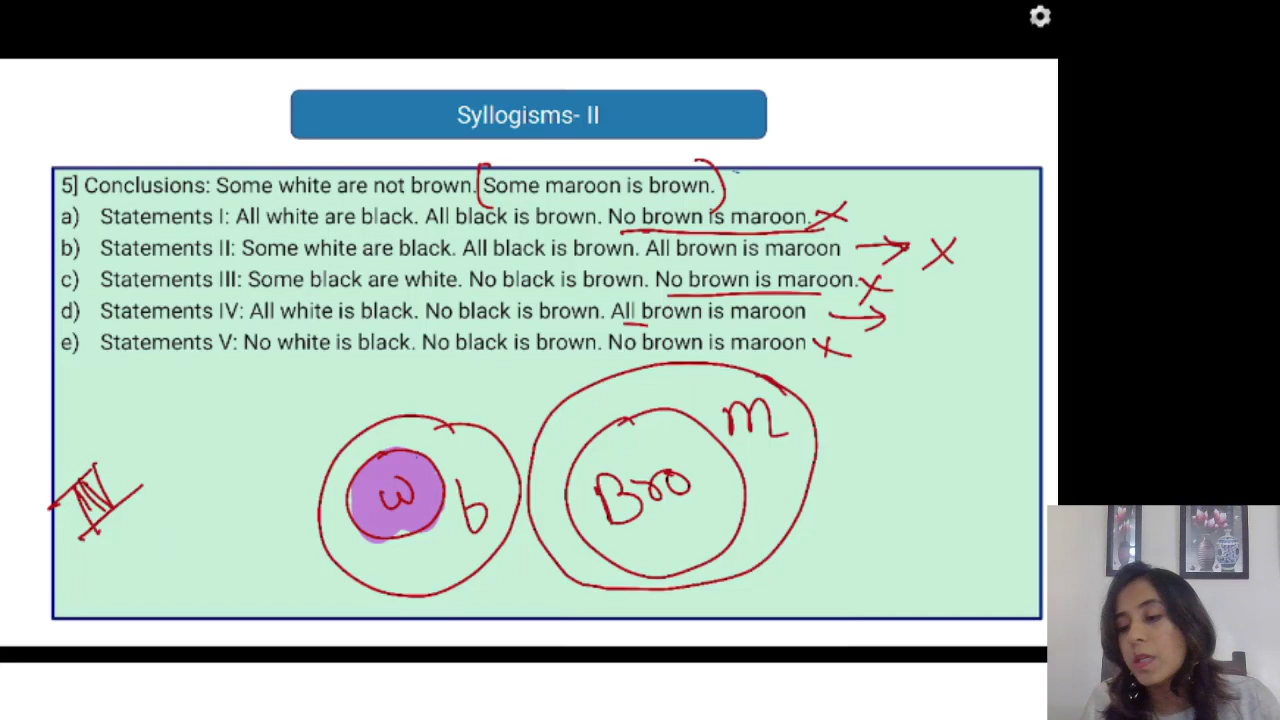 Syllogisms- II
5] Conclusions: Some white are not brown. (Some maroon is brown.)
a) Statements I: All white are black. All black is brown. No brown is maroon. X
b) Statements II: Some white are black. All black is brown. All brown is maroon → X
c) Statements III: Some black are white. No black is brown. No brown is maroon. X
d) Statements IV: All white is black. No black is brown. All brown is maroon →
e) Statements V: No white is black. No black is brown. No brown is maroon X
m
W b Bro
IV